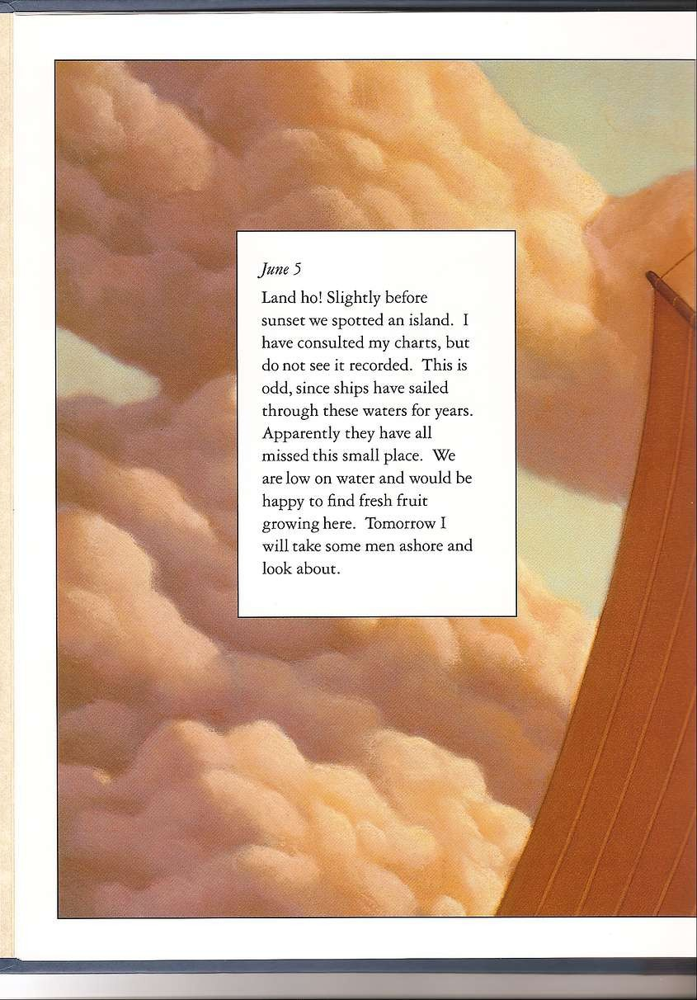 June 5
Land ho! Slightly before
sunset we spotted an island. I
have consulted my charts, but
do not see it recorded. This is
odd, since ships have sailed
through these waters for years.
Apparently they have all
missed this small place. We
are low on water and would be
happy to find fresh fruit
growing here. Tomorrow I
will take some men ashore and
look about.